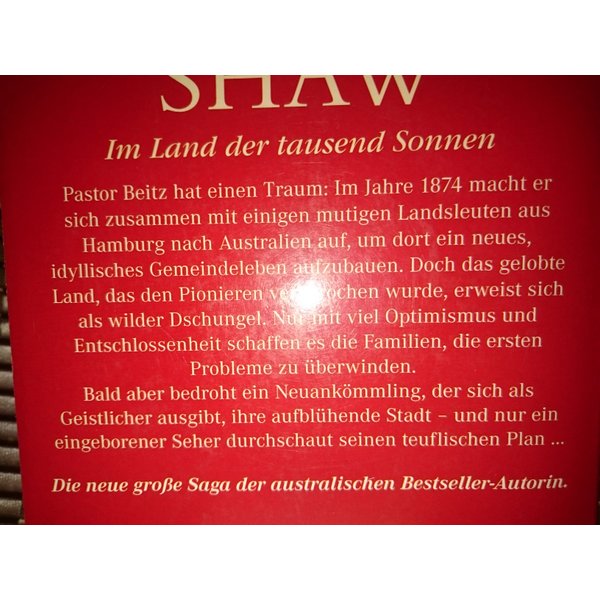 SHAW
Im Land der tausend Sonnen
Pastor Beitz hat einen Traum: Im Jahre 1874 macht er
sich zusammen mit einigen mutigen Landsleuten aus
Hamburg nach Australien auf, um dort ein neues,
idyllisches Gemeindeleben aufzubauen. Doch das gelobte
Land, das den Pionieren versprochen wurde, erweist sich
als wilder Dschungel. Nur mit viel Optimismus und
Entschlossenheit schaffen es die Familien, die ersten
Probleme zu überwinden.
Bald aber bedroht ein Neuankömmling, der sich als
Geistlicher ausgibt, ihre aufblühende Stadt – und nur ein
eingeborener Seher durchschaut seinen teuflischen Plan ...
Die neue große Saga der australischen Bestseller-Autorin.